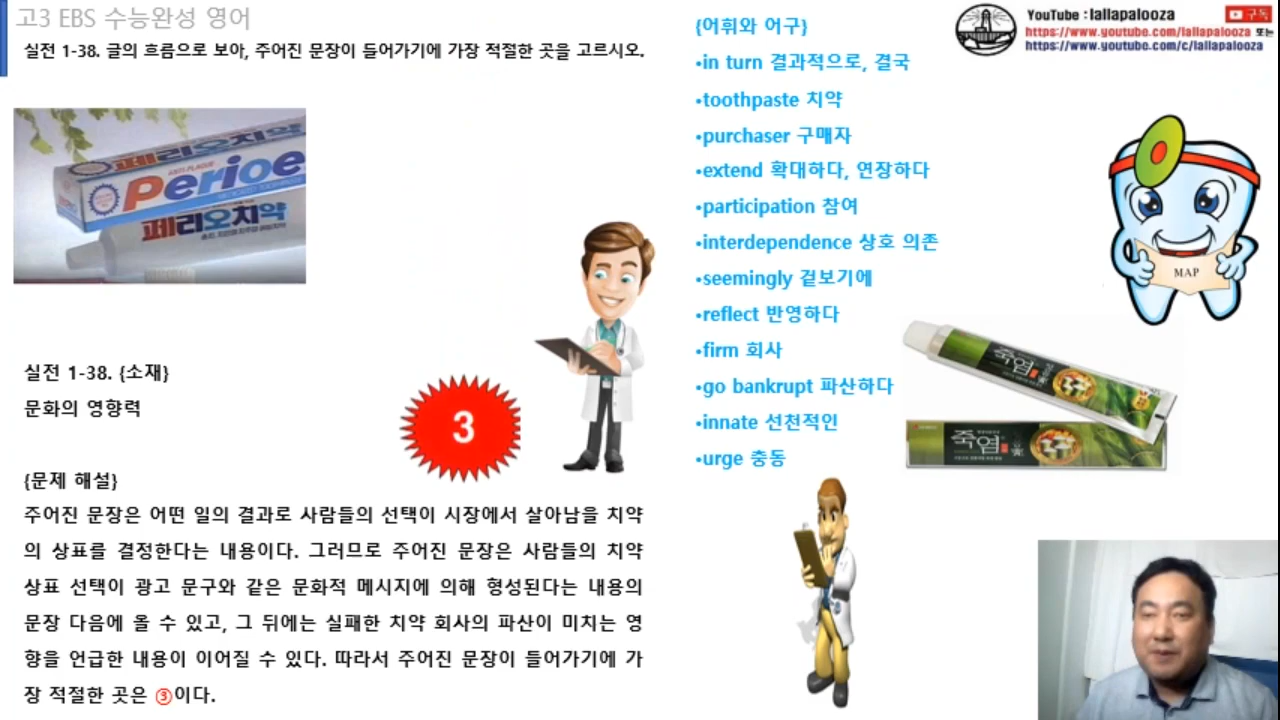 고3 EBS 수능완성 영어
실전 1-38. 글의 흐름으로 보아, 주어진 문장이 들어가기에 가장 적절한 곳을 고르시오.
페리오치약
ANTI-PLAQUE
Perioe
페리오치약
실전 1-38. {소재}
문화의 영향력
3
{문제 해설}
주어진 문장은 어떤 일의 결과로 사람들의 선택이 시장에서 살아남을 치약
의 상표를 결정한다는 내용이다. 그러므로 주어진 문장은 사람들의 치약
상표 선택이 광고 문구와 같은 문화적 메시지에 의해 형성된다는 내용의
문장 다음에 올 수 있고, 그 뒤에는 실패한 치약 회사의 파산이 미치는 영
향을 언급한 내용이 이어질 수 있다. 따라서 주어진 문장이 들어가기에 가
장 적절한 곳은 ③이다.
{어휘와 어구}
•in turn 결과적으로, 결국
•toothpaste 치약
•purchaser 구매자
•extend 확대하다, 연장하다
•participation 참여
•interdependence 상호 의존
•seemingly 겉보기에
•reflect 반영하다
•firm 회사
•go bankrupt 파산하다
•innate 선천적인
•urge 충동
YouTube : lallapalooza
구독
https://www.youtube.com/lallapalooza 또는
https://www.youtube.com/c/lallapalooza
MAP
죽염
죽염